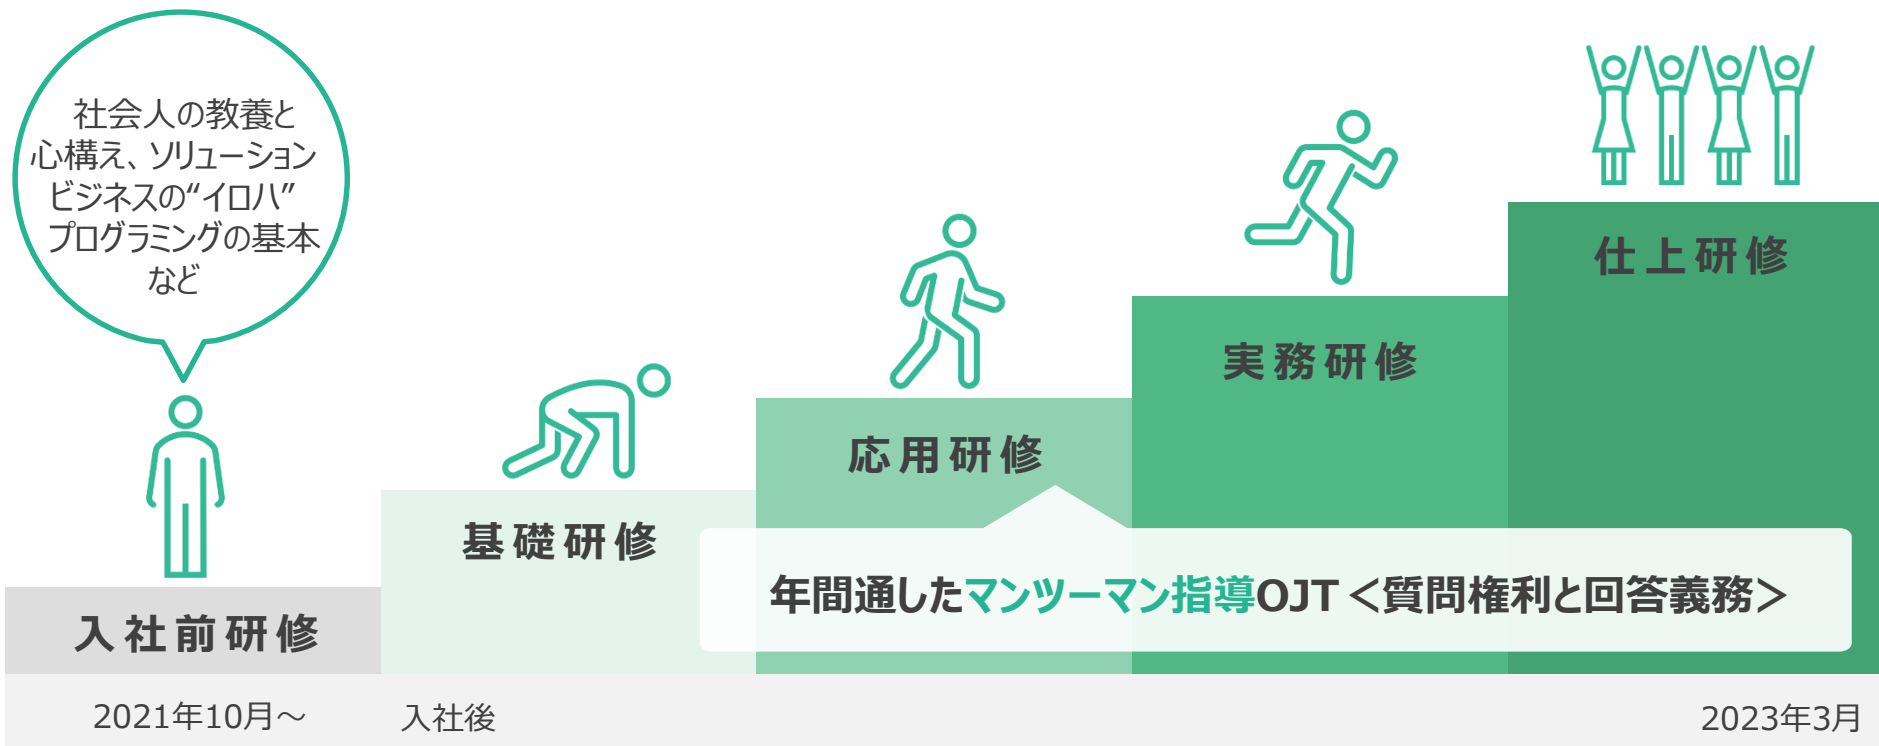 社会人の教養と
心構え、ソリューション
ビジネスの“イロハ”
プログラミングの基本
など
入社前研修
基礎研修
応用研修
実務研修
仕上研修
年間通したマンツーマン指導OJT＜質問権利と回答義務＞
2021年10月～
入社後
2023年3月